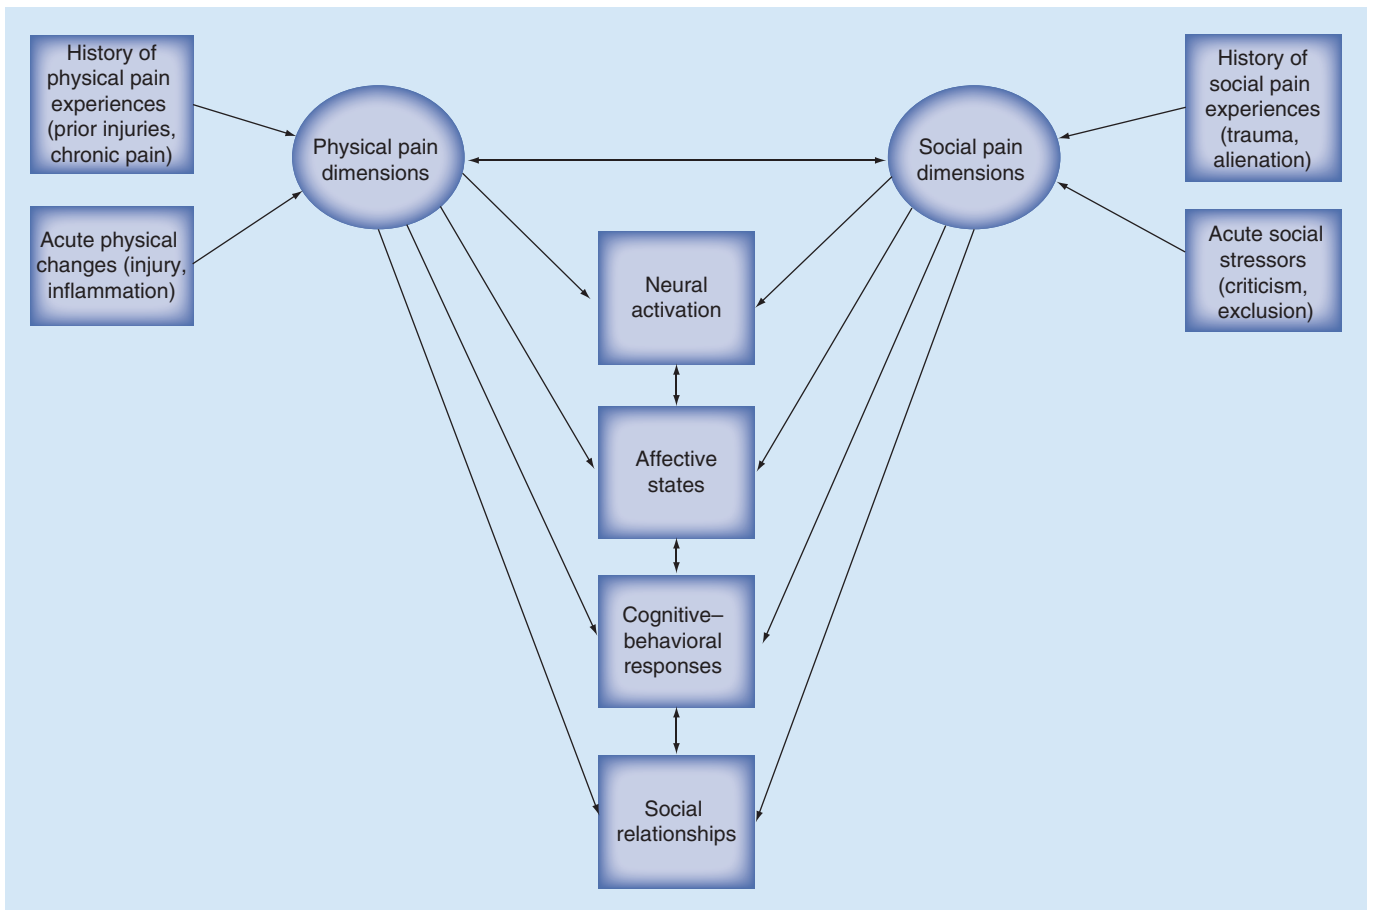 History of
physical pain
experiences
(prior injuries,
chronic pain)
Acute physical
changes (injury,
inflammation)
Physical pain
dimensions
Social pain
dimensions
History of
social pain
experiences
(trauma,
alienation)
Acute social
stressors
(criticism,
exclusion)
Neural
activation
Affective
states
Cognitive–
behavioral
responses
Social
relationships